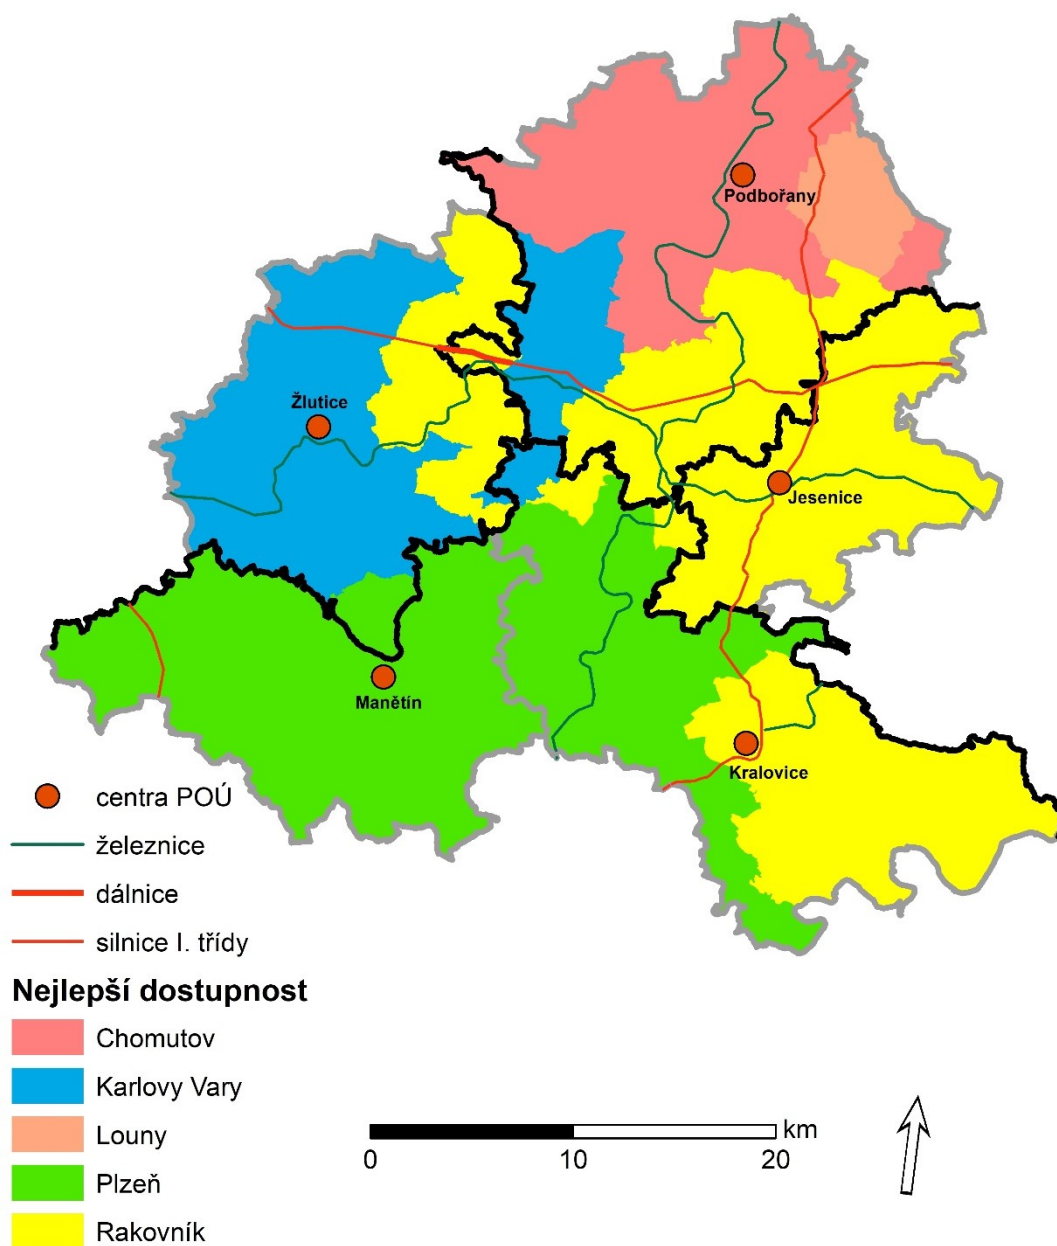 Podbořany
Žlutice
Jesenice
Manětín
Kralovice
centra POÚ
železnice
dálnice
silnice I. třídy
Nejlepší dostupnost
Chomutov
Karlovy Vary
Louny
Plzeň
Rakovník
km
0 10 20